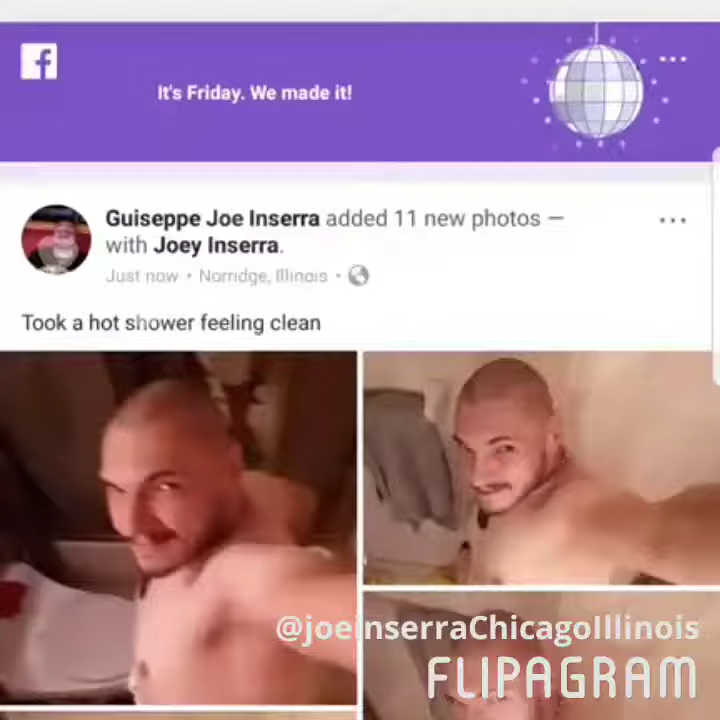 It's Friday. We made it!
Guiseppe Joe Inserra added 11 new photos —
with Joey Inserra.
Just now • Norridge, Illinois •
Took a hot shower feeling clean
@joeinserraChicagoIllinois
FLIPAGRAM